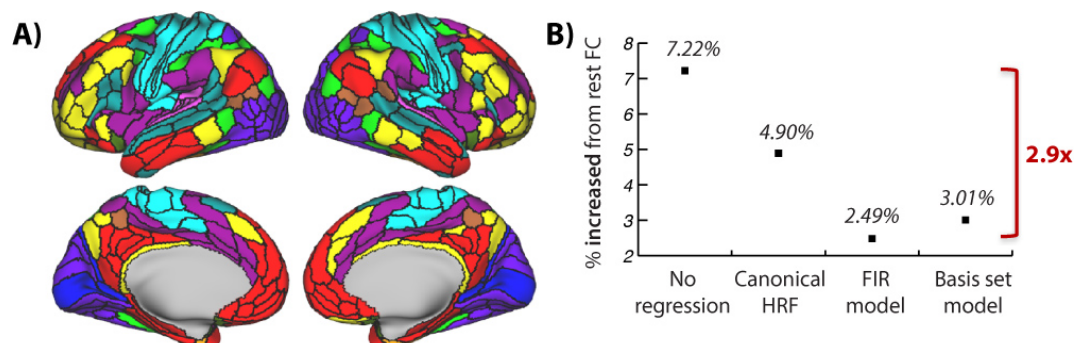 A)
B)
% increased from rest FC
8
7
6
5
4
3
2
7.22%
4.90%
2.49%
3.01%
2.9x
No regression
Canonical HRF
FIR model
Basis set model